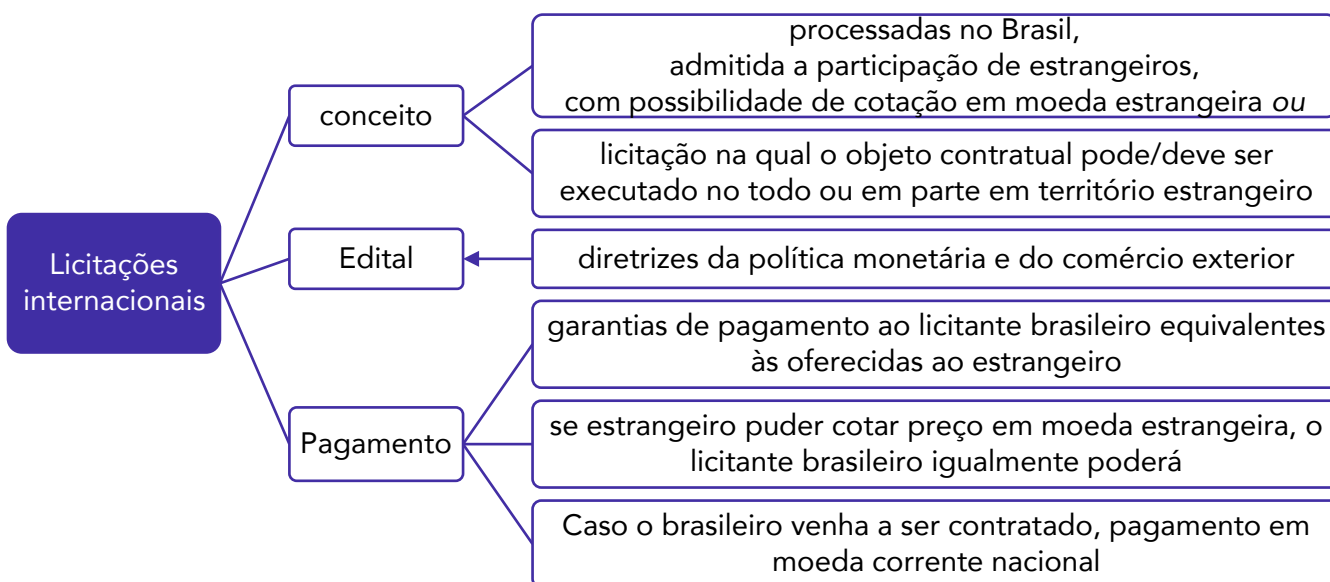 Licitações
internacionais
conceito
processadas no Brasil,
admitida a participação de estrangeiros,
com possibilidade de cotação em moeda estrangeira ou
licitação na qual o objeto contratual pode/deve ser
executado no todo ou em parte em território estrangeiro
Edital
diretrizes da política monetária e do comércio exterior
Pagamento
garantias de pagamento ao licitante brasileiro equivalentes
às oferecidas ao estrangeiro
se estrangeiro puder cotar preço em moeda estrangeira, o
licitante brasileiro igualmente poderá
Caso o brasileiro venha a ser contratado, pagamento em
moeda corrente nacional